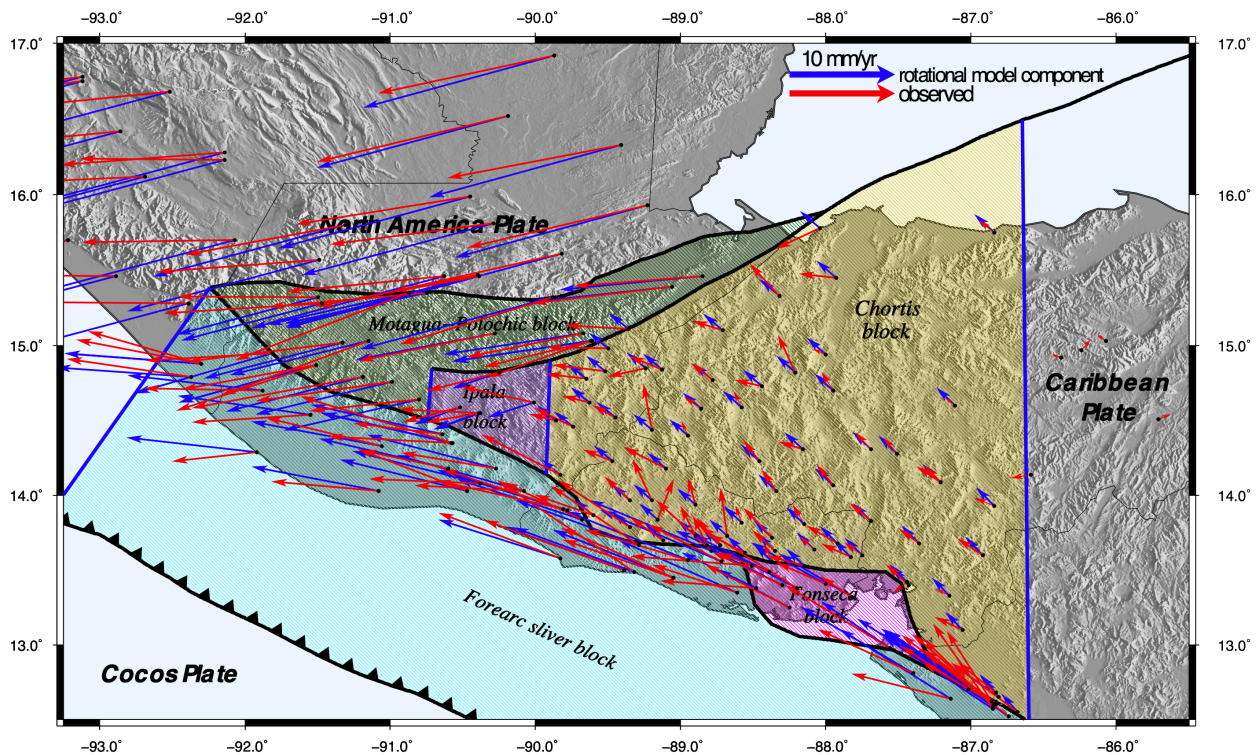 −93.0˚ −92.0˚ −91.0˚ −90.0˚ −89.0˚ −88.0˚ −87.0˚ −86.0˚
17.0˚ 17.0˚
10 mm/yr
rotational model component
observed
16.0˚ 16.0˚
North America Plate
Chortis
block
Motagua−Polochic block
15.0˚ 15.0˚
Caribbean
Plate
Ipala
block
14.0˚ 14.0˚
Fonseca
block
Forearc sliver block
13.0˚ 13.0˚
Cocos Plate
−93.0˚ −92.0˚ −91.0˚ −90.0˚ −89.0˚ −88.0˚ −87.0˚ −86.0˚